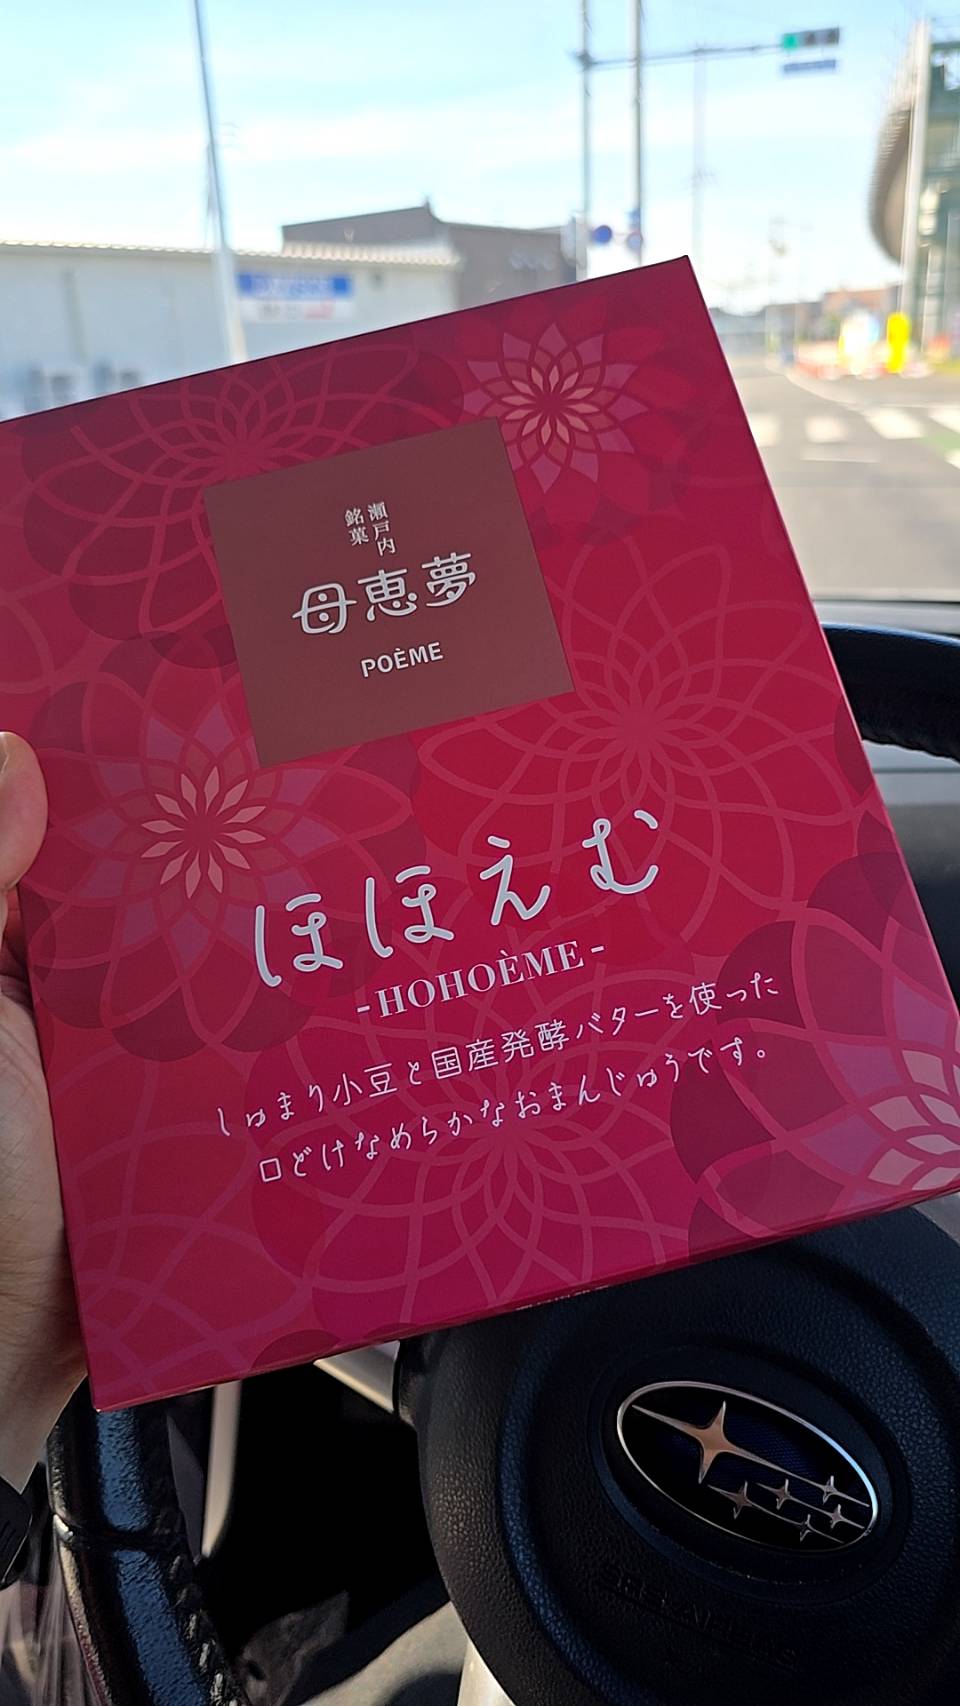 瀬戸内
銘菓
母恵夢
POÈME
ほほえむ
-HOHOÈME-
しゅまり小豆と国産発酵バターを使った
口どけなめらかなおまんじゅうです。